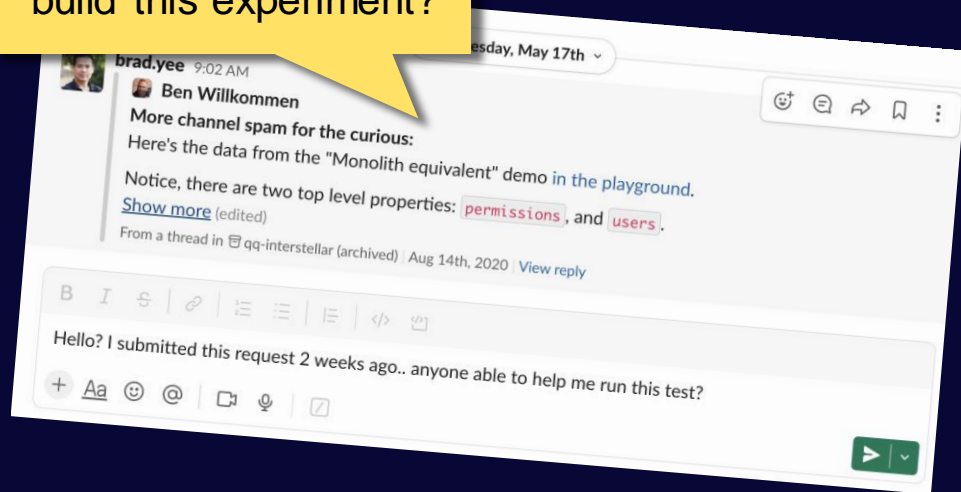 build this experiment?
esday, May 17th
brad.yee 9:02 AM
Ben Willkommen
More channel spam for the curious:
Here's the data from the "Monolith equivalent" demo in the playground.
Notice, there are two top level properties: permissions, and users.
Show more (edited)
From a thread in qq-interstellar (archived) | Aug 14th, 2020 | View reply
B I S
Hello? I submitted this request 2 weeks ago.. anyone able to help me run this test?
+ Aa @